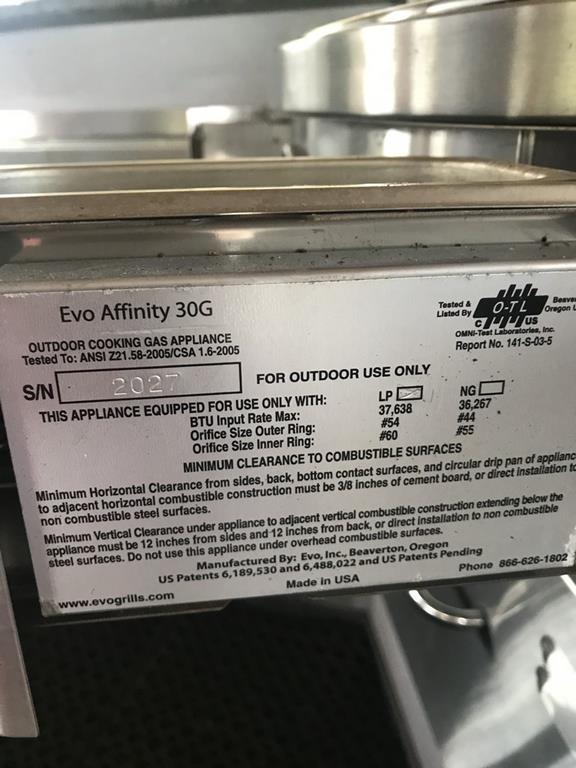 Evo Affinity 30G
Tested &
Listed By
O-TL
C US
Beaver
Oregon
OMNI-Test Laboratories, Inc.
Report No. 141-S-03-5
OUTDOOR COOKING GAS APPLIANCE
Tested To: ANSI Z21.58-2005/CSA 1.6-2005
S/N 2027
FOR OUTDOOR USE ONLY
THIS APPLIANCE EQUIPPED FOR USE ONLY WITH: LP NG
BTU Input Rate Max: 37,638 36,267
Orifice Size Outer Ring: #54 #44
Orifice Size Inner Ring: #60 #55
MINIMUM CLEARANCE TO COMBUSTIBLE SURFACES
Minimum Horizontal Clearance from sides, back, bottom contact surfaces, and circular drip pan of applianc
to adjacent horizontal combustible construction must be 3/8 inches of cement board, or direct installation to
non combustible steel surfaces.
Minimum Vertical Clearance under appliance to adjacent vertical combustible construction extending below the
appliance must be 12 inches from sides and 12 inches from back, or direct installation to non combustible
steel surfaces. Do not use this appliance under overhead combustible surfaces.
Manufactured By: Evo, Inc., Beaverton, Oregon
US Patents 6,189,530 and 6,488,022 and US Patents Pending
www.evogrills.com Made in USA Phone 866-626-1802